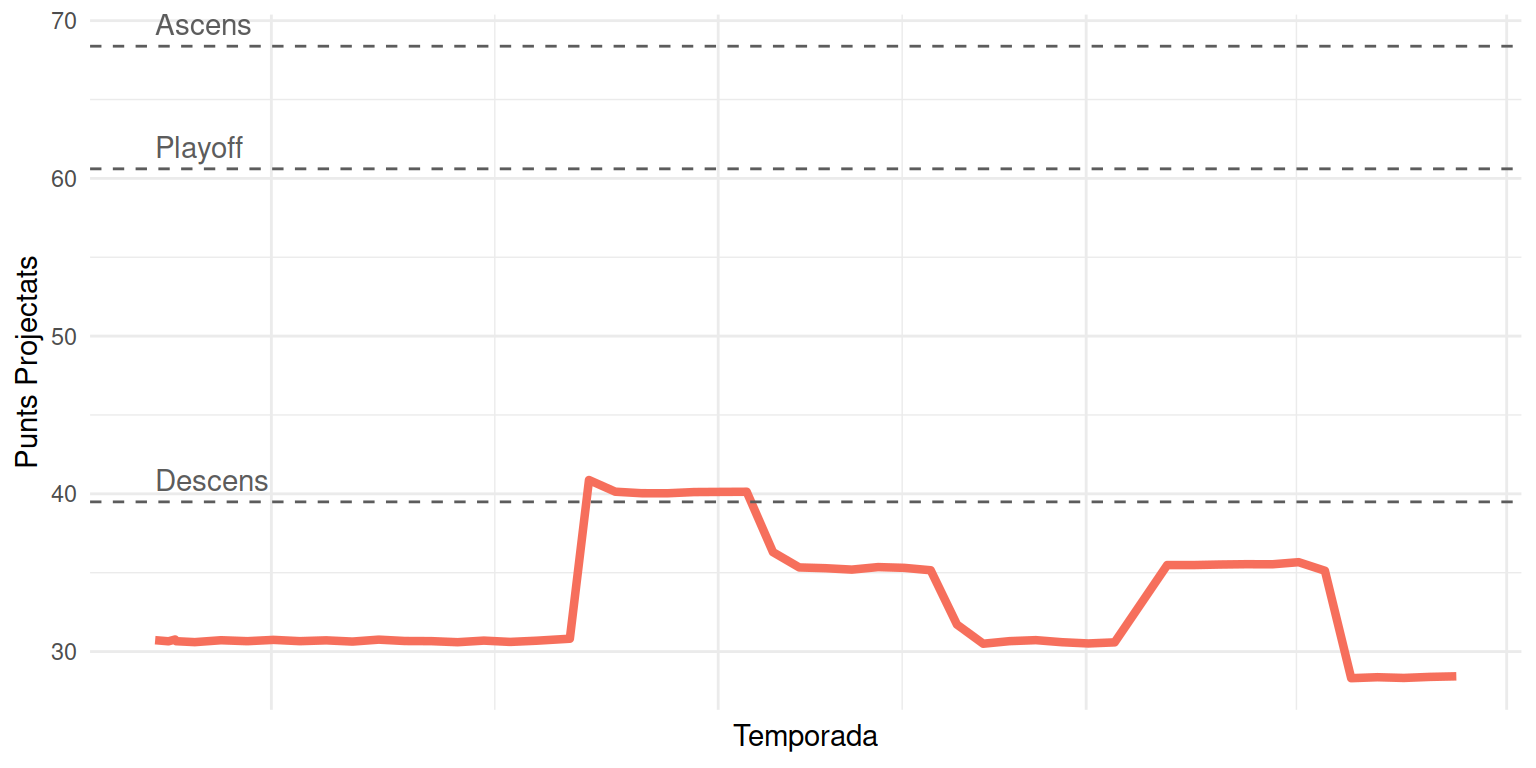 70
Ascens
Playoff
60
50
Descens
40
30
Punts Projectats
Temporada